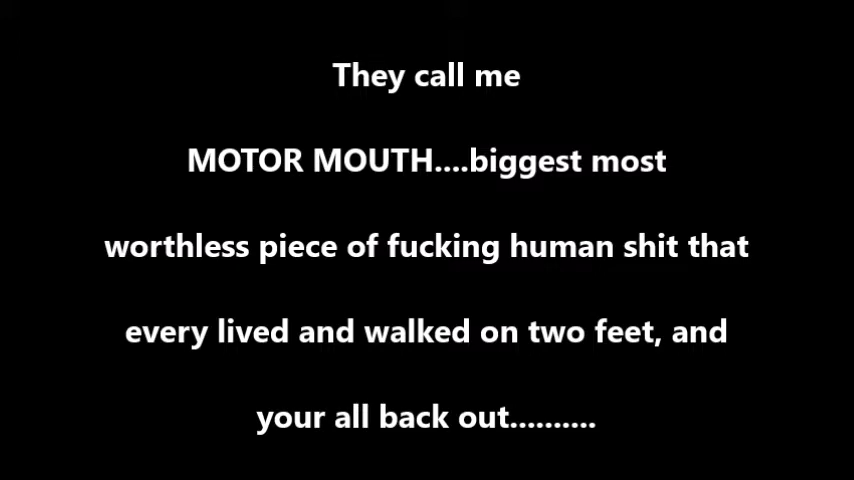 They call me
MOTOR MOUTH....biggest most
worthless piece of fucking human shit that
every lived and walked on two feet, and
your all back out..........